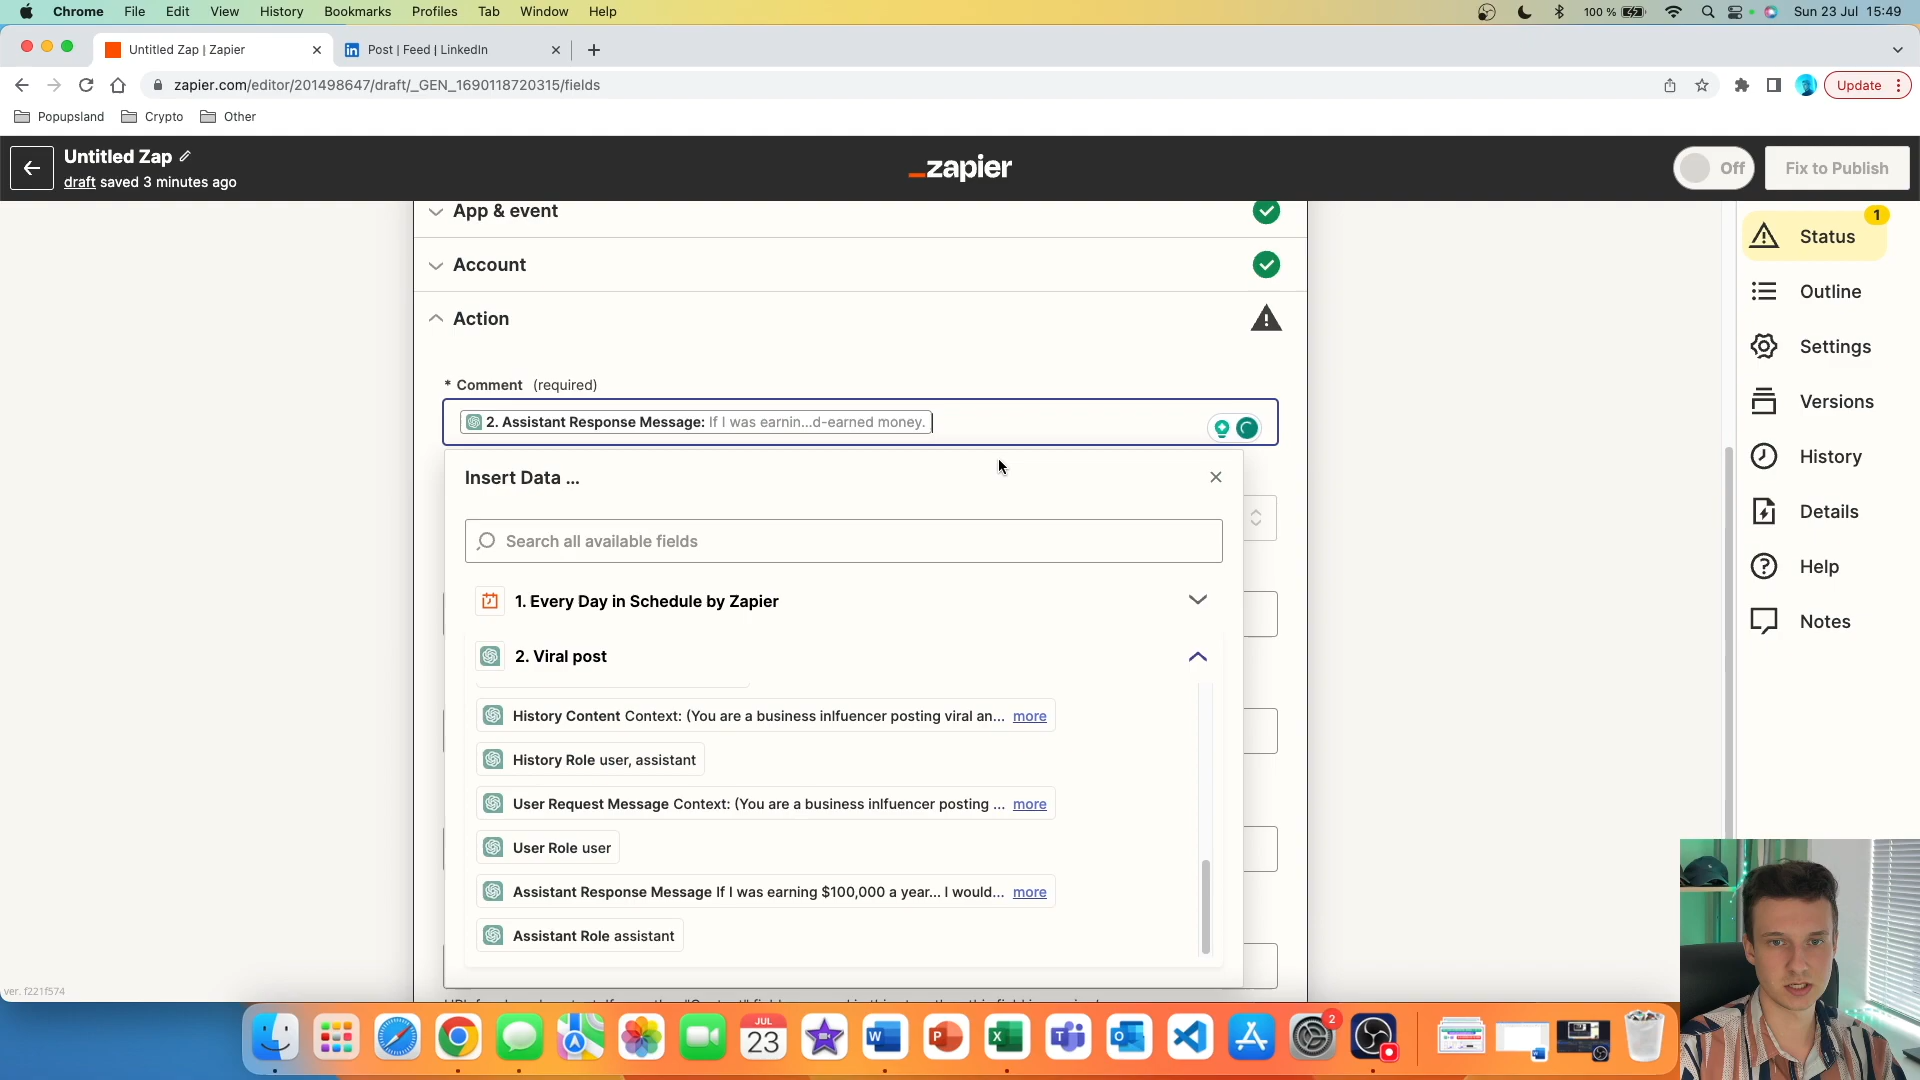 Chrome File Edit View History Bookmarks Profiles Tab Window Help
100 % Sun 23 Jul 15:49
Untitled Zap | Zapier
Post | Feed | LinkedIn
zapier.com/editor/201498647/draft/_GEN_1690118720315/fields
Update
Popupsland Crypto Other
Untitled Zap
draft saved 3 minutes ago
_zapier
Off
Fix to Publish
App & event
Account
Action
* Comment (required)
2. Assistant Response Message: If I was earnin...d-earned money.
Insert Data ...
Search all available fields
1. Every Day in Schedule by Zapier
2. Viral post
History Content Context: (You are a business inlfuencer posting viral an... more
History Role user, assistant
User Request Message Context: (You are a business inlfuencer posting ... more
User Role user
Assistant Response Message If I was earning $100,000 a year... I would... more
Assistant Role assistant
1
Status
Outline
Settings
Versions
History
Details
Help
Notes
ver. f221f574
JUL
23
2